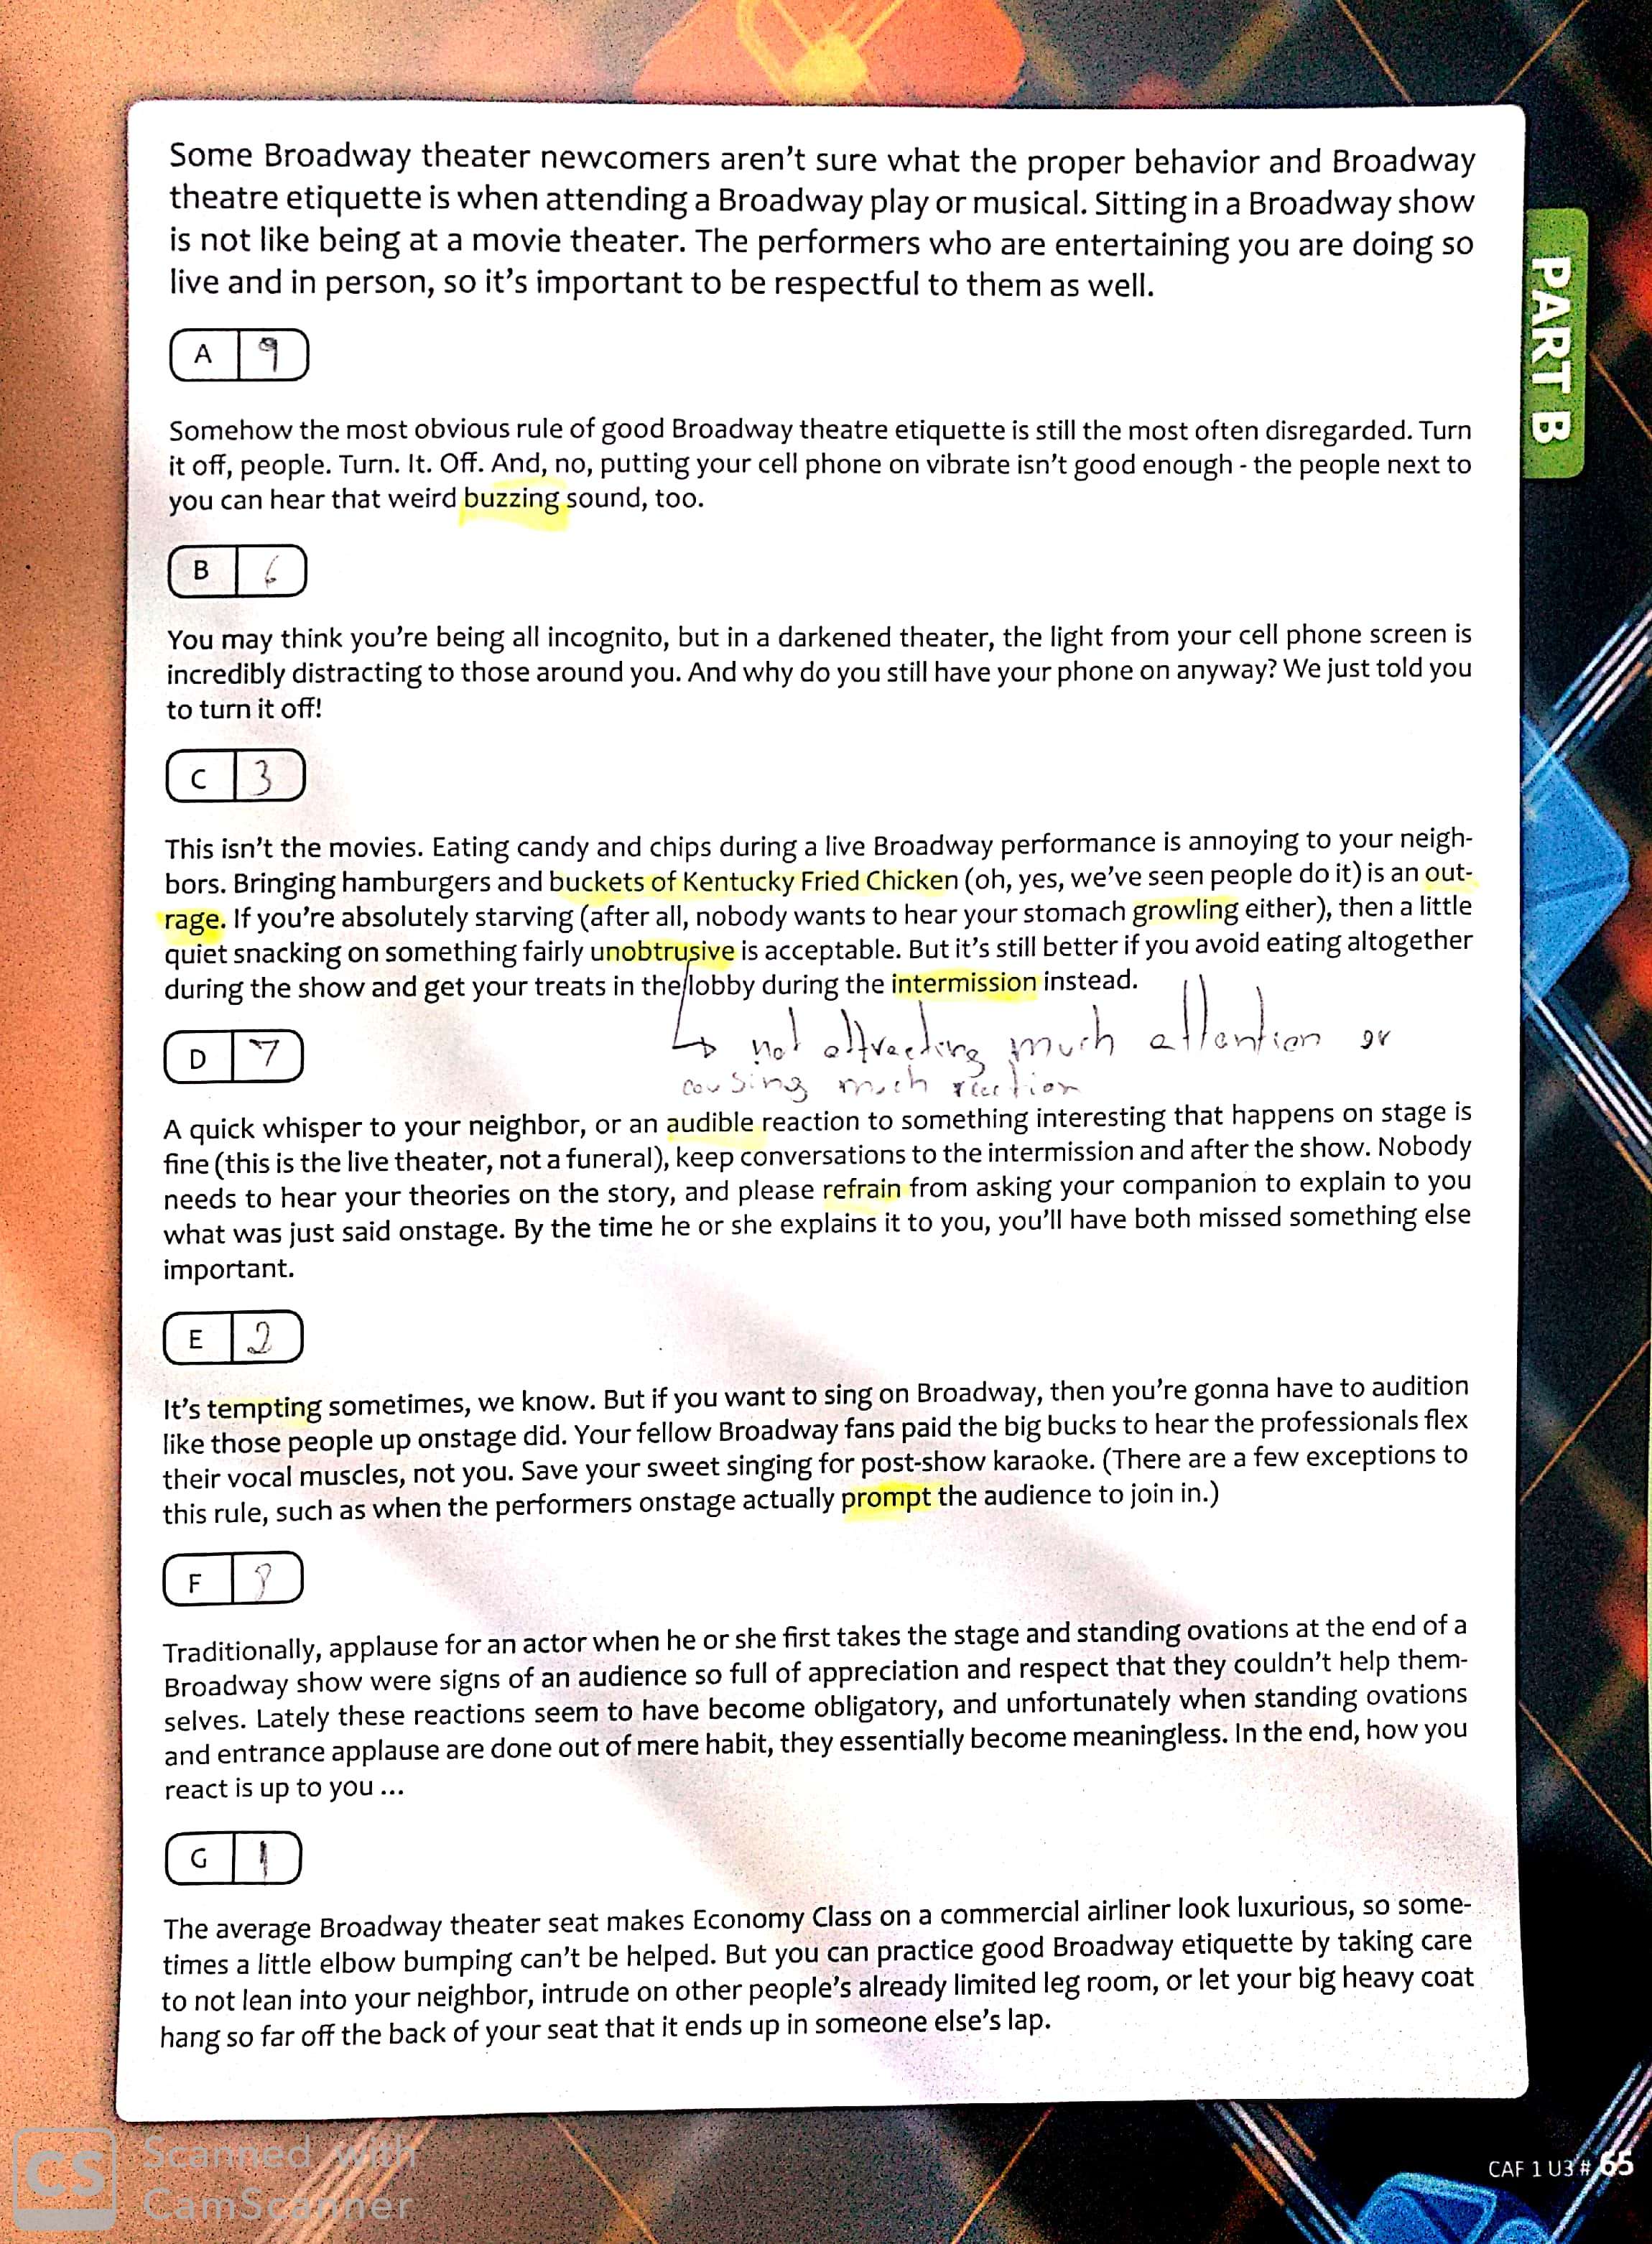 Some Broadway theater newcomers aren't sure what the proper behavior and Broadway
theatre etiquette is when attending a Broadway play or musical. Sitting in a Broadway show
is not like being at a movie theater. The performers who are entertaining you are doing so
live and in person, so it's important to be respectful to them as well.
PART B
A 9
Somehow the most obvious rule of good Broadway theatre etiquette is still the most often disregarded. Turn
it off, people. Turn. It. Off. And, no, putting your cell phone on vibrate isn't good enough - the people next to
you can hear that weird buzzing sound, too.
B 6
You may think you're being all incognito, but in a darkened theater, the light from your cell phone screen is
incredibly distracting to those around you. And why do you still have your phone on anyway? We just told you
to turn it off!
C 3
This isn't the movies. Eating candy and chips during a live Broadway performance is annoying to your neigh-
bors. Bringing hamburgers and buckets of Kentucky Fried Chicken (oh, yes, we've seen people do it) is an out-
rage. If you're absolutely starving (after all, nobody wants to hear your stomach growling either), then a little
quiet snacking on something fairly unobtrusive is acceptable. But it's still better if you avoid eating altogether
during the show and get your treats in the lobby during the intermission instead.
not attracting much attention or
causing much reaction
D 7
A quick whisper to your neighbor, or an audible reaction to something interesting that happens on stage is
fine (this is the live theater, not a funeral), keep conversations to the intermission and after the show. Nobody
needs to hear your theories on the story, and please refrain from asking your companion to explain to you
what was just said onstage. By the time he or she explains it to you, you'll have both missed something else
important.
E 2
It's tempting sometimes, we know. But if you want to sing on Broadway, then you're gonna have to audition
like those people up onstage did. Your fellow Broadway fans paid the big bucks to hear the professionals flex
their vocal muscles, not you. Save your sweet singing for post-show karaoke. (There are a few exceptions to
this rule, such as when the performers onstage actually prompt the audience to join in.)
F 8
Traditionally, applause for an actor when he or she first takes the stage and standing ovations at the end of a
Broadway show were signs of an audience so full of appreciation and respect that they couldn't help them-
selves. Lately these reactions seem to have become obligatory, and unfortunately when standing ovations
and entrance applause are done out of mere habit, they essentially become meaningless. In the end, how you
react is up to you ...
G 1
The average Broadway theater seat makes Economy Class on a commercial airliner look luxurious, so some-
times a little elbow bumping can't be helped. But you can practice good Broadway etiquette by taking care
to not lean into your neighbor, intrude on other people's already limited leg room, or let your big heavy coat
hang so far off the back of your seat that it ends up in someone else's lap.
CAF 1 U3 # 65
CS Scanned with
CamScanner